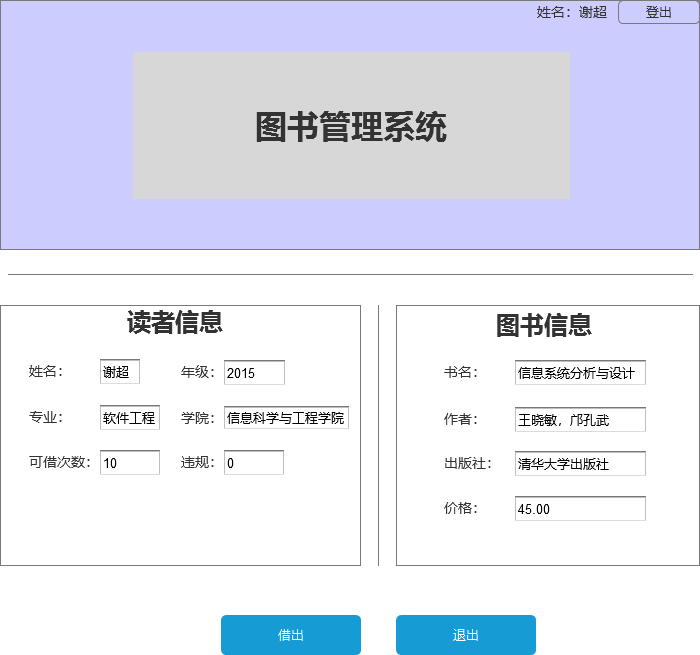 姓名：谢超 登出
图书管理系统
读者信息
姓名： 谢超 年级： 2015
专业： 软件工程 学院： 信息科学与工程学院
可借次数： 10 违规： 0
图书信息
书名： 信息系统分析与设计
作者： 王晓敏，邝孔武
出版社： 清华大学出版社
价格： 45.00
借出 退出